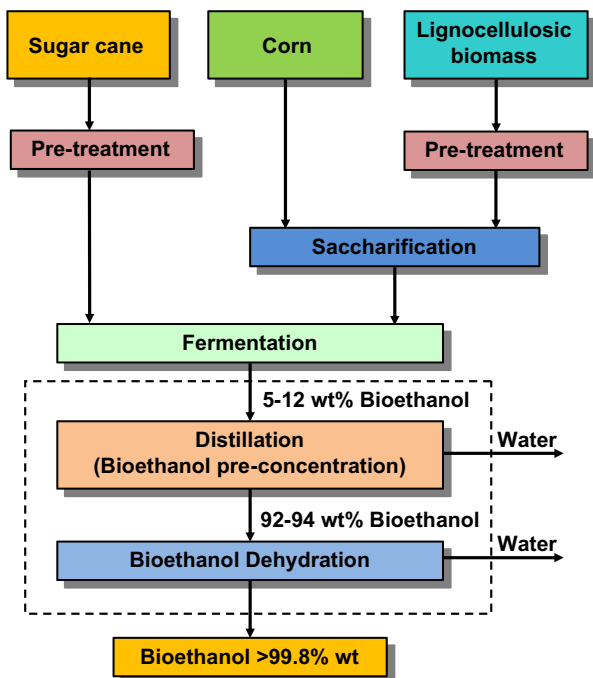 Sugar cane
Corn
Lignocellulosic
biomass
Pre-treatment
Pre-treatment
Saccharification
Fermentation
5-12 wt% Bioethanol
Distillation
(Bioethanol pre-concentration)
Water
92-94 wt% Bioethanol
Bioethanol Dehydration
Water
Bioethanol >99.8% wt